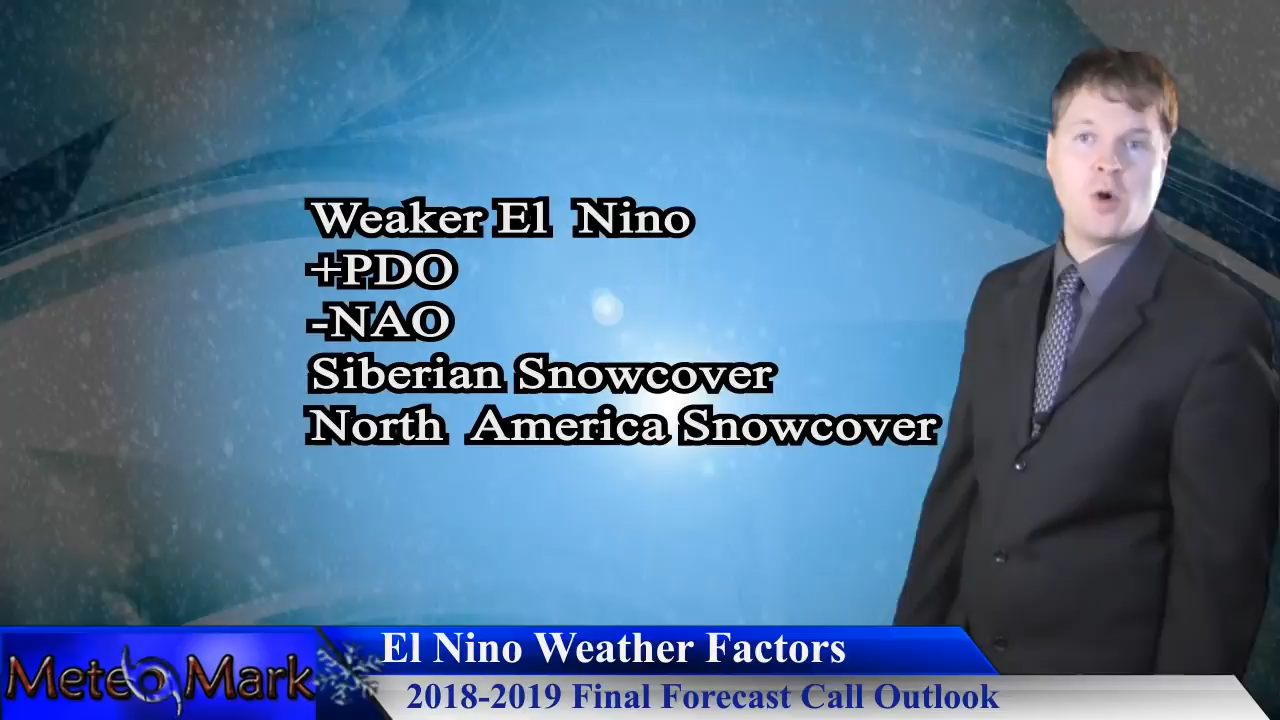 Weaker El Nino
+PDO
-NAO
Siberian Snowcover
North America Snowcover
El Nino Weather Factors
MeteoMark
2018-2019 Final Forecast Call Outlook